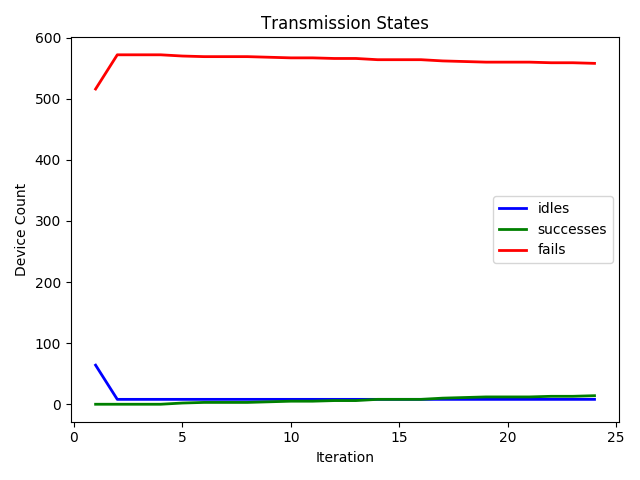 Transmission States
Device Count
600
500
400
300
200
100
0
idles
successes
fails
0 5 10 15 20 25
Iteration